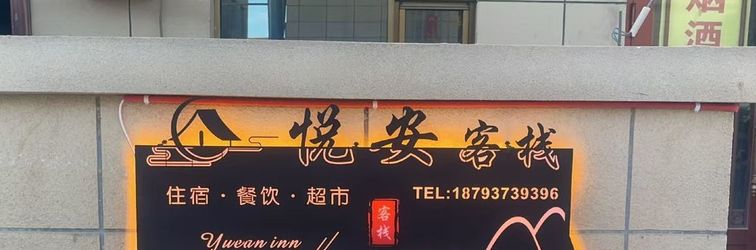 烟酒
悦·安客·栈
住宿·餐饮·超市
TEL:18793739396
客栈
Yuean inn